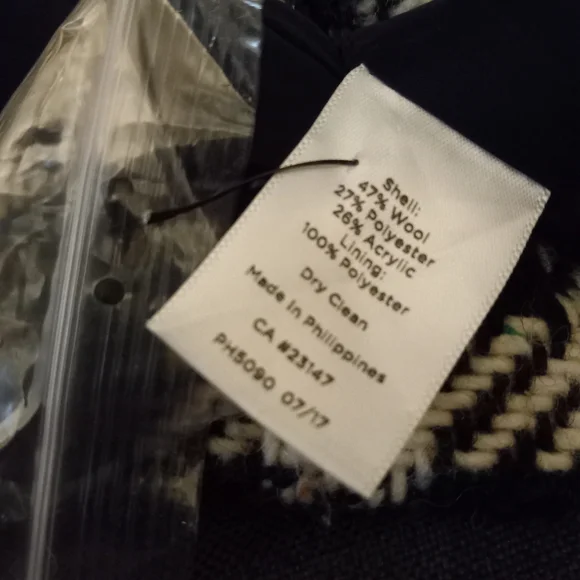 Shell:
47% Wool
27% Polyester
26% Acrylic
Lining:
100% Polyester
Dry Clean
Made in Philippines
CA #23147
PH5090 07/17